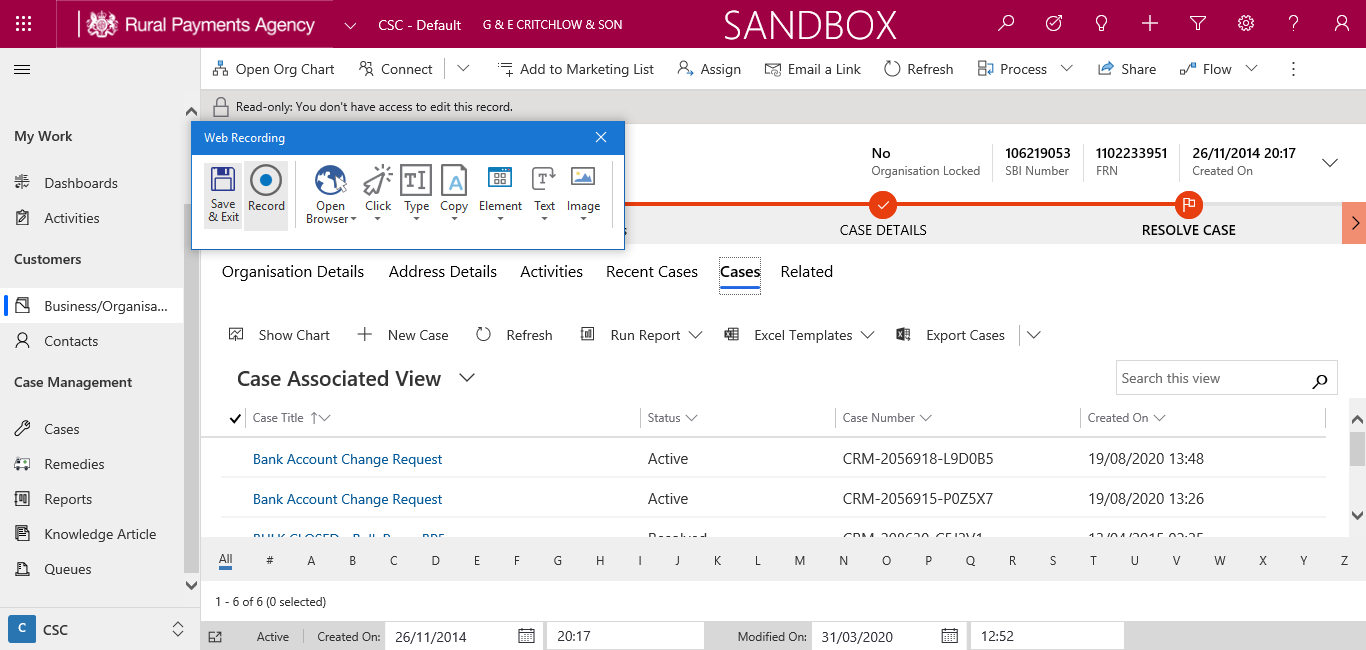 Rural Payments Agency
CSC - Default
G & E CRITCHLOW & SON
SANDBOX
Open Org Chart
Connect
Add to Marketing List
Assign
Email a Link
Refresh
Process
Share
Flow
Read-only: You don't have access to edit this record.
My Work
Dashboards
Activities
Customers
Business/Organisa...
Contacts
Case Management
Cases
Remedies
Reports
Knowledge Article
Queues
C
CSC
Web Recording
Save & Exit
Record
Open Browser
Click
Type
Copy
Element
Text
Image
No
Organisation Locked
106219053
SBI Number
1102233951
FRN
26/11/2014 20:17
Created On
CASE DETAILS
RESOLVE CASE
Organisation Details
Address Details
Activities
Recent Cases
Cases
Related
Show Chart
New Case
Refresh
Run Report
Excel Templates
Export Cases
Case Associated View
Search this view
Case Title
Status
Case Number
Created On
Bank Account Change Request
Active
CRM-2056918-L9D0B5
19/08/2020 13:48
Bank Account Change Request
Active
CRM-2056915-P0Z5X7
19/08/2020 13:26
All # A B C D E F G H I J K L M N O P Q R S T U V W X Y Z
1 - 6 of 6 (0 selected)
Active
Created On:
26/11/2014
20:17
Modified On:
31/03/2020
12:52